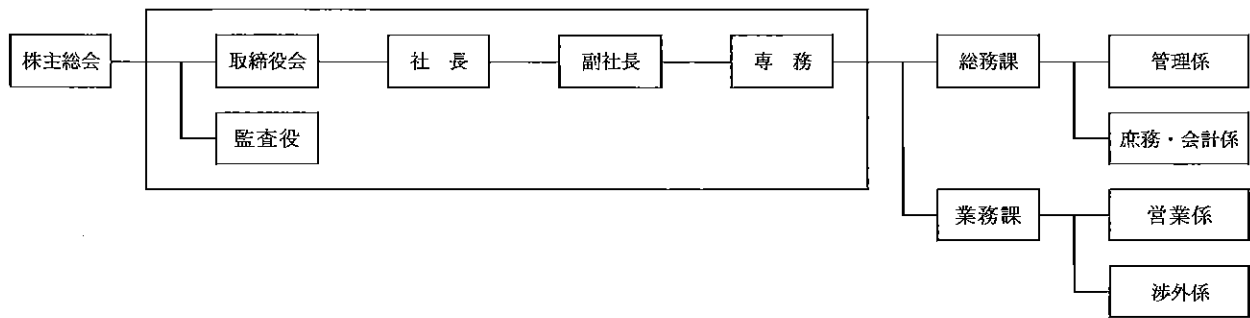 株主総会
取締役会
社長
副社長
専務
総務課
管理係
監査役
庶務・会計係
業務課
営業係
渉外係